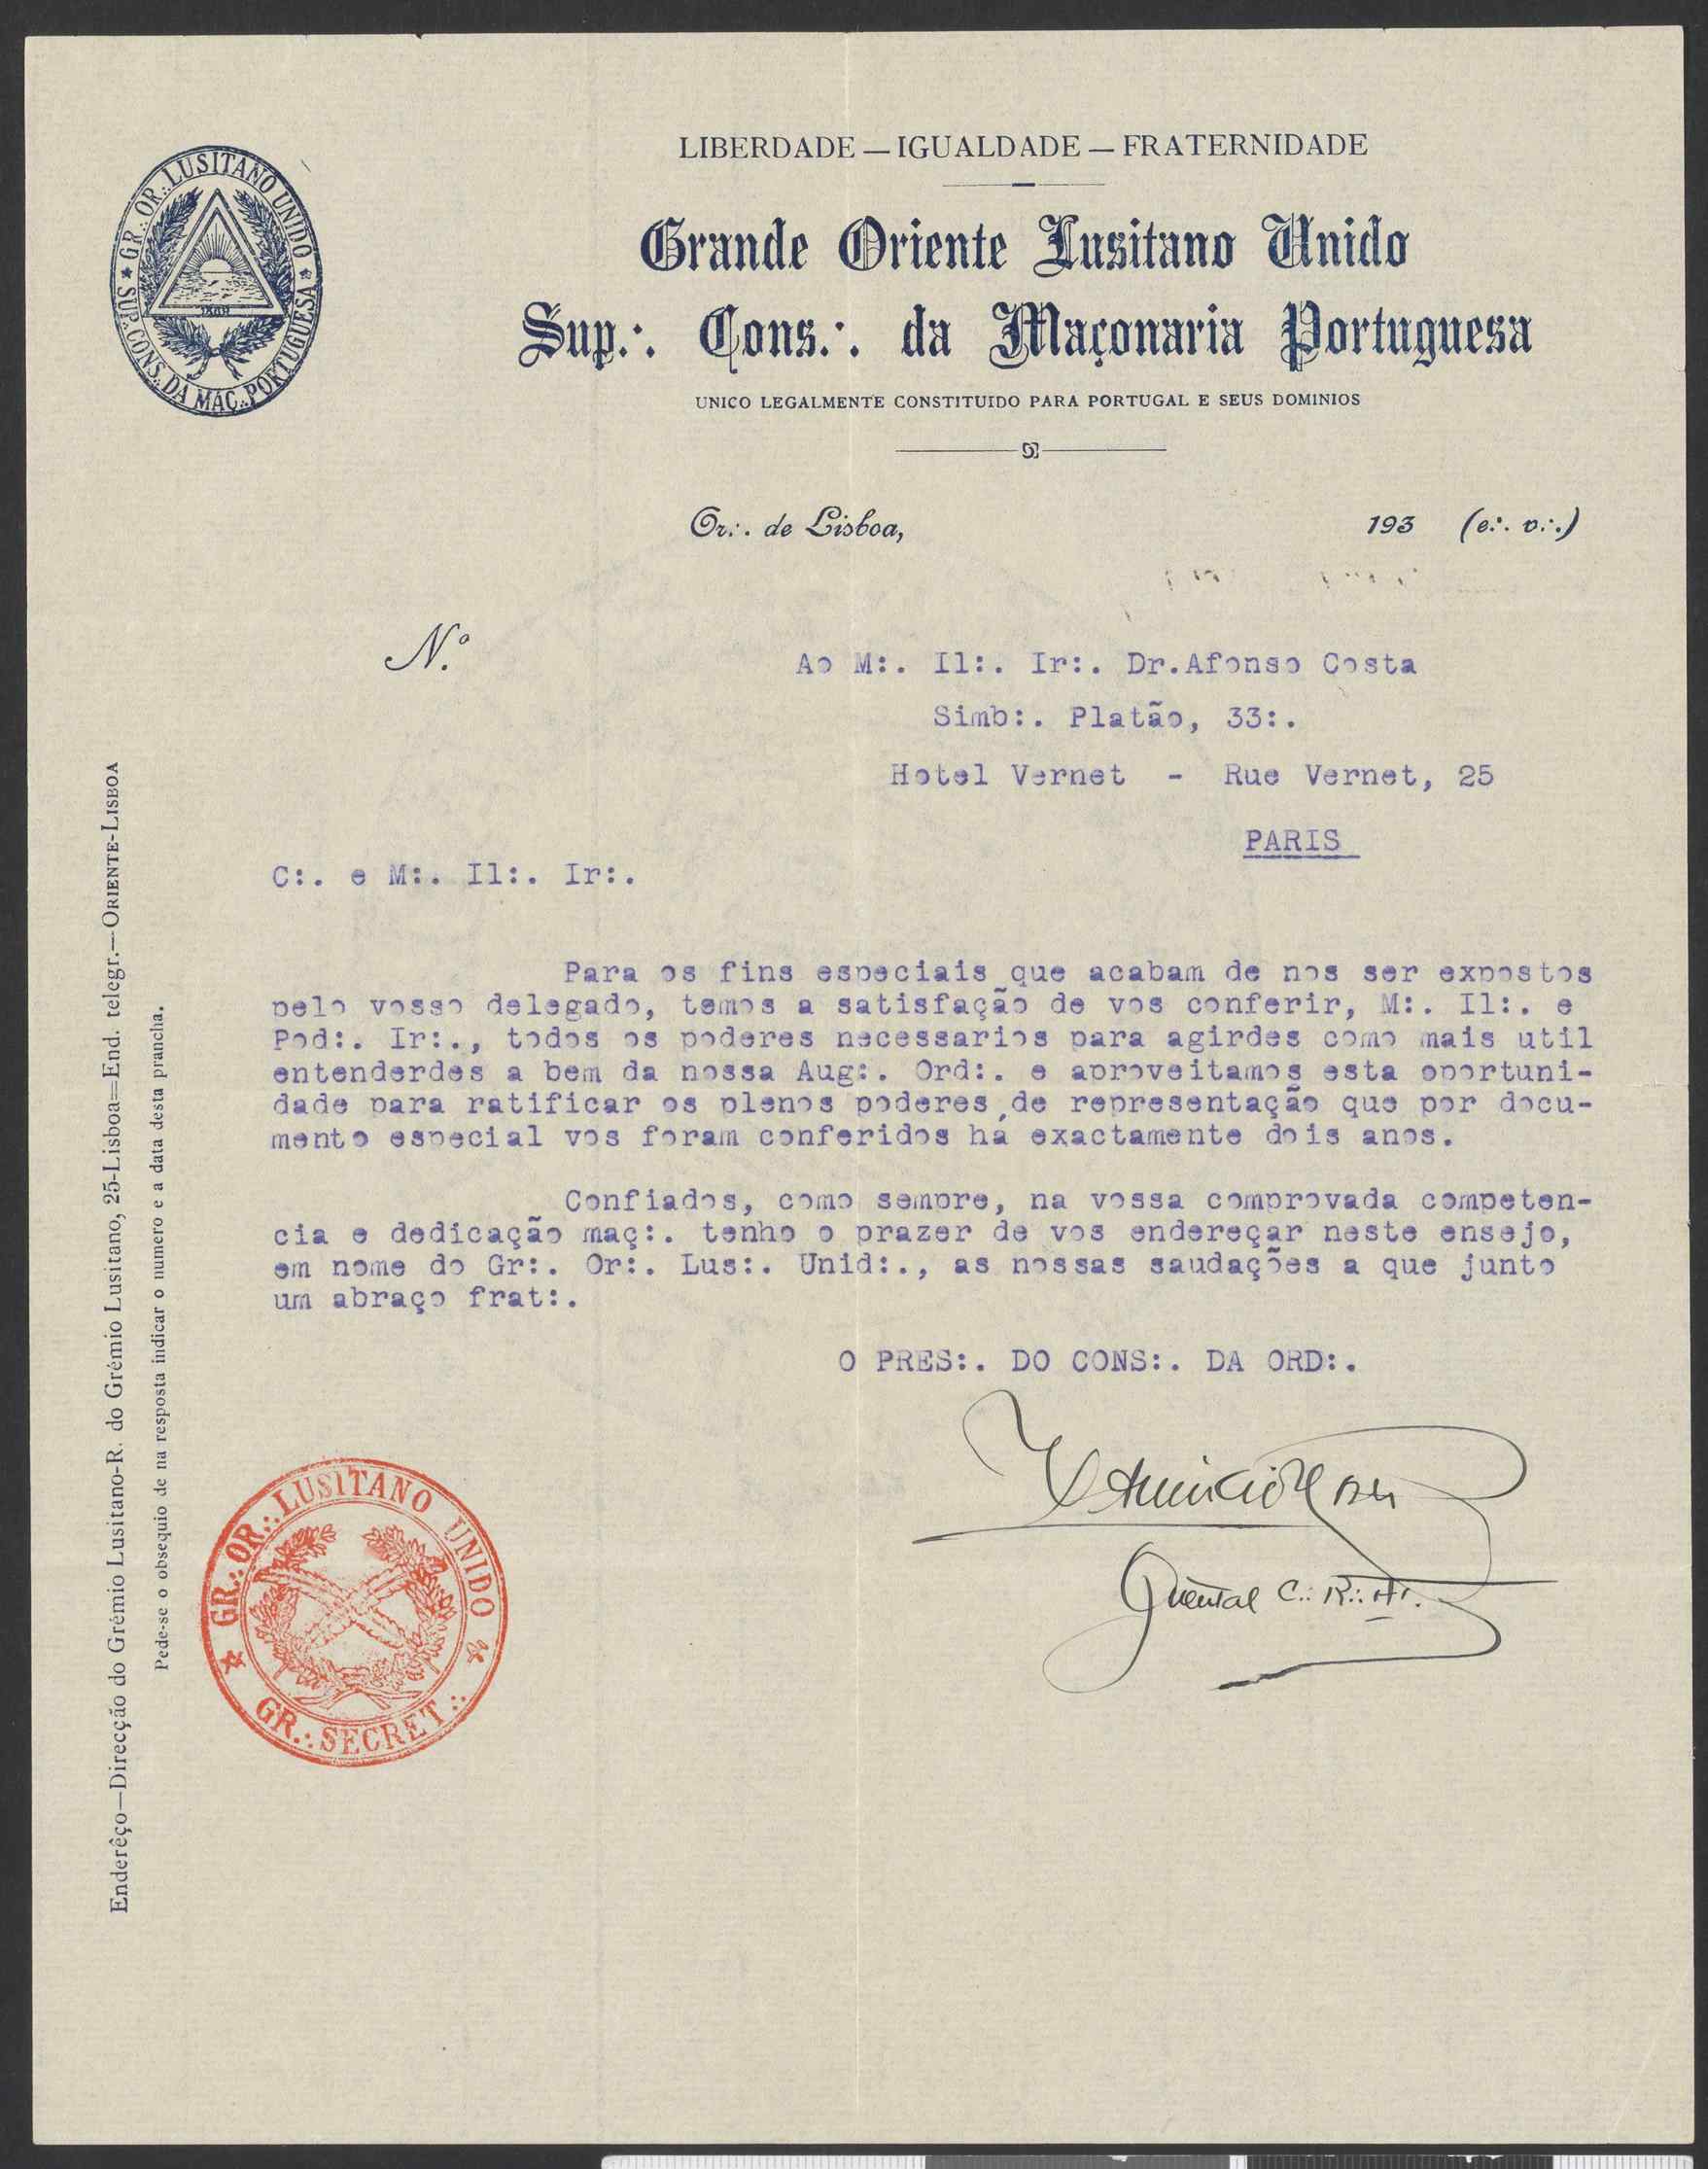 LIBERDADE — IGUALDADE — FRATERNIDADE
Grande Oriente Lusitano Unido
Sup.·. Cons.·. da Maçonaria Portuguesa
UNICO LEGALMENTE CONSTITUIDO PARA PORTUGAL E SEUS DOMINIOS
★ GR.·. OR.·. LUSITANO UNIDO ★
SUP. CONS. DA MAÇ.·. PORTUGUESA
Or.·. de Lisboa, 193 (e.·. v.·.)
N.º
Ao M:. Il:. Ir:. Dr.Afonso Costa
Simb:. Platão, 33:.
Hotel Vernet - Rue Vernet, 25
PARIS
C:. e M:. Il:. Ir:.
Para os fins especiais que acabam de nos ser expostos
pelo vosso delegado, temos a satisfação de vos conferir, M:. Il:. e
Pod:. Ir:., todos os poderes necessarios para agirdes como mais util
entenderdes a bem da nossa Aug:. Ord:. e aproveitamos esta oportuni-
dade para ratificar os plenos poderes de representação que por docu-
mento especial vos foram conferidos há exactamente dois anos.
Confiados, como sempre, na vossa comprovada competen-
cia e dedicação maç:. tenho o prazer de vos endereçar neste ensejo,
em nome do Gr:. Or:. Lus:. Unid:., as nossas saudações a que junto
um abraço frat:.
O PRES:. DO CONS:. DA ORD:.
C.·. R.·. +.·.
GR.·. OR.·. LUSITANO UNIDO
GR.·. SECRET.·.
Enderêço—Direcção do Grémio Lusitano-R. do Grémio Lusitano, 25-Lisboa=End. telegr.—ORIENTE-LISBOA
Pede-se o obsequio de na resposta indicar o numero e a data desta prancha.